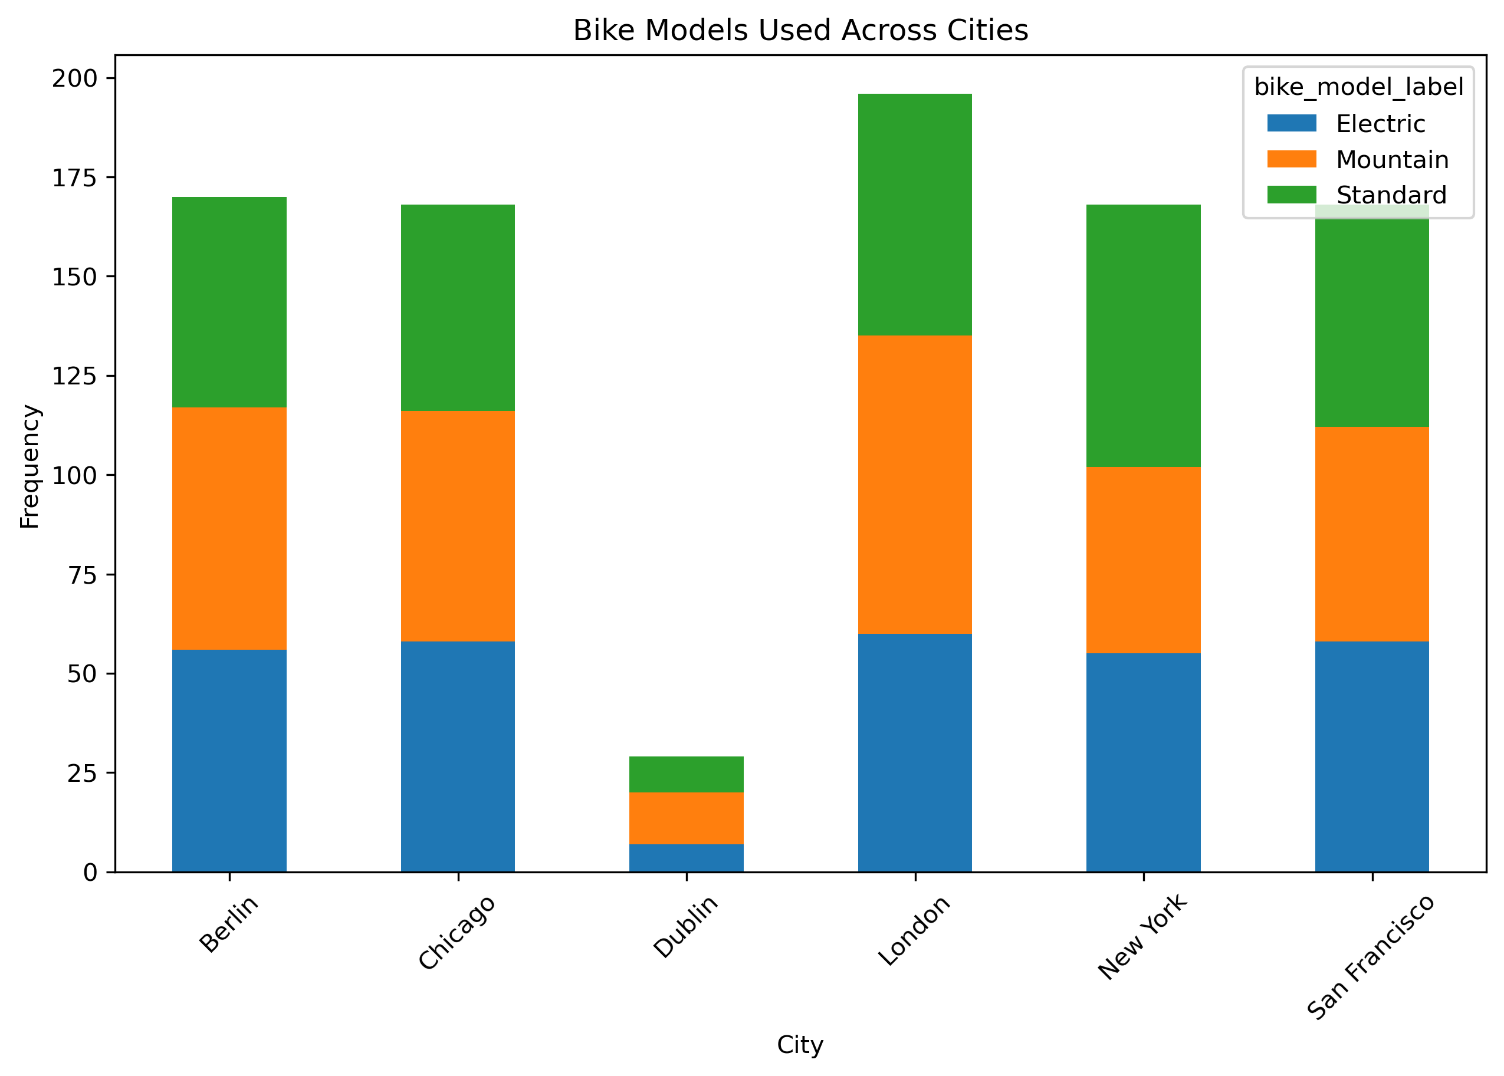 Bike Models Used Across Cities
bike_model_label
Electric
Mountain
Standard
Frequency
200
175
150
125
100
75
50
25
0
Berlin
Chicago
Dublin
London
New York
San Francisco
City